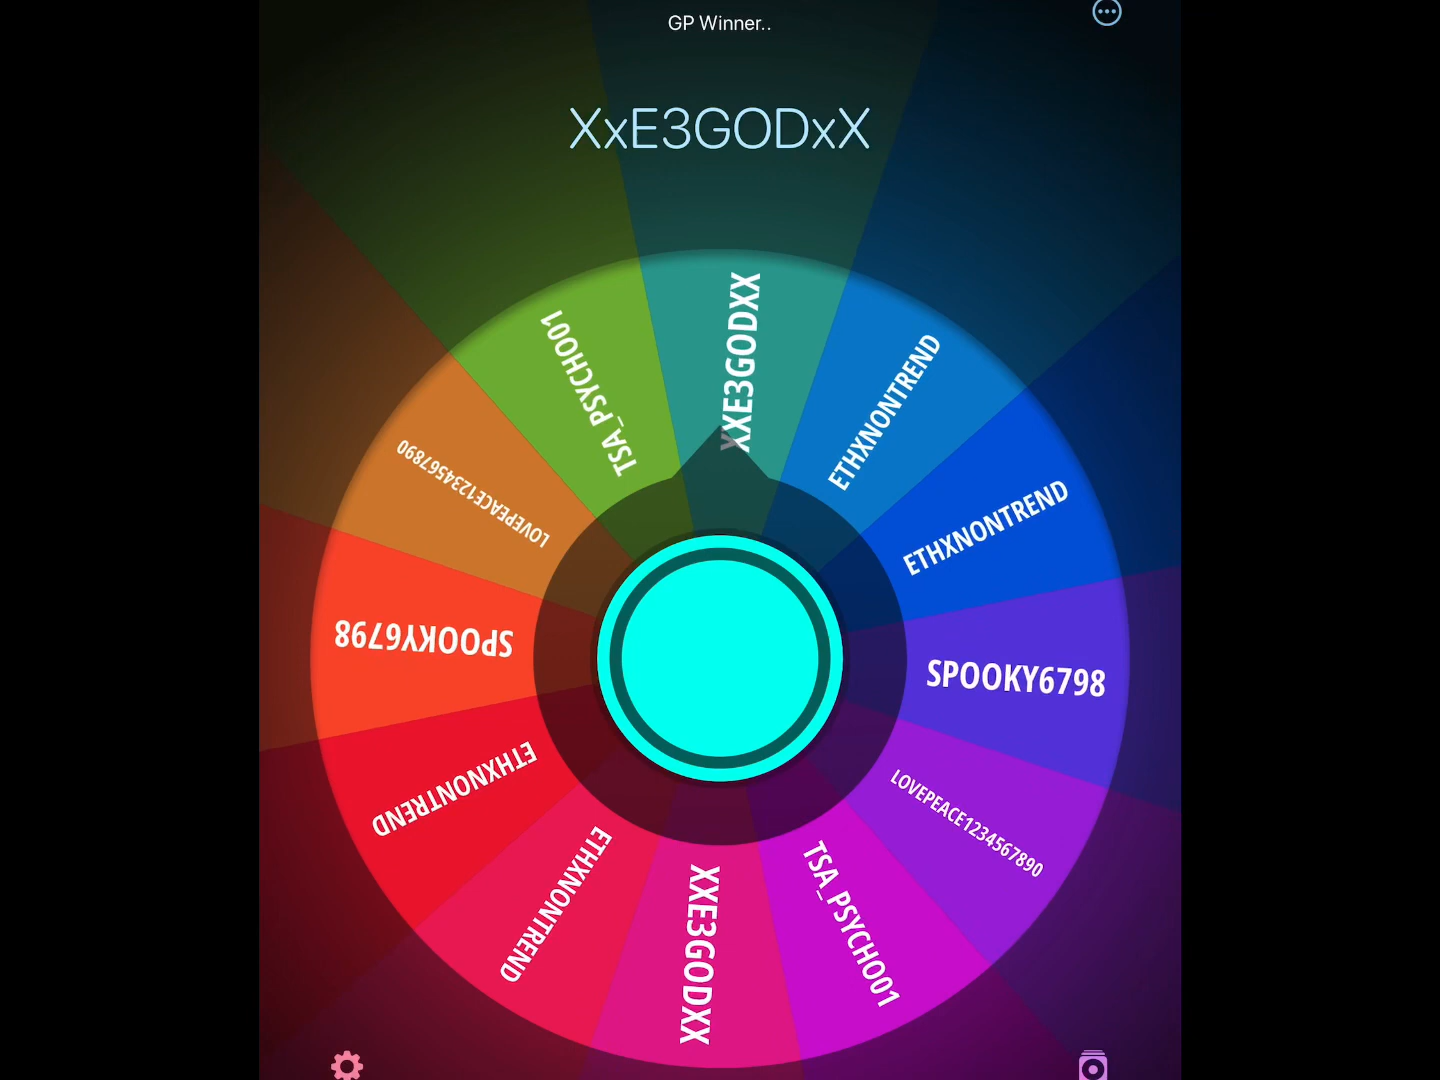 GP Winner..
XxE3GODxX
XXE3GODXX
ETHXNONTREND
ETHXNONTREND
SPOOKY6798
LOVEPEACE1234567890
TSA_PSYCHO01
XXE3GODXX
ETHXNONTREND
ETHXNONTREND
SPOOKY6798
LOVEPEACE1234567890
TSA_PSYCHO01